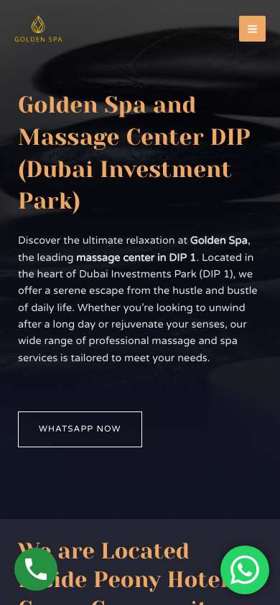 GOLDEN SPA
Golden Spa and
Massage Center DIP
(Dubai Investment
Park)
Discover the ultimate relaxation at Golden Spa,
the leading massage center in DIP 1. Located in
the heart of Dubai Investments Park (DIP 1), we
offer a serene escape from the hustle and bustle
of daily life. Whether you're looking to unwind
after a long day or rejuvenate your senses, our
wide range of professional massage and spa
services is tailored to meet your needs.
WHATSAPP NOW
We are Located
Peony Hotel